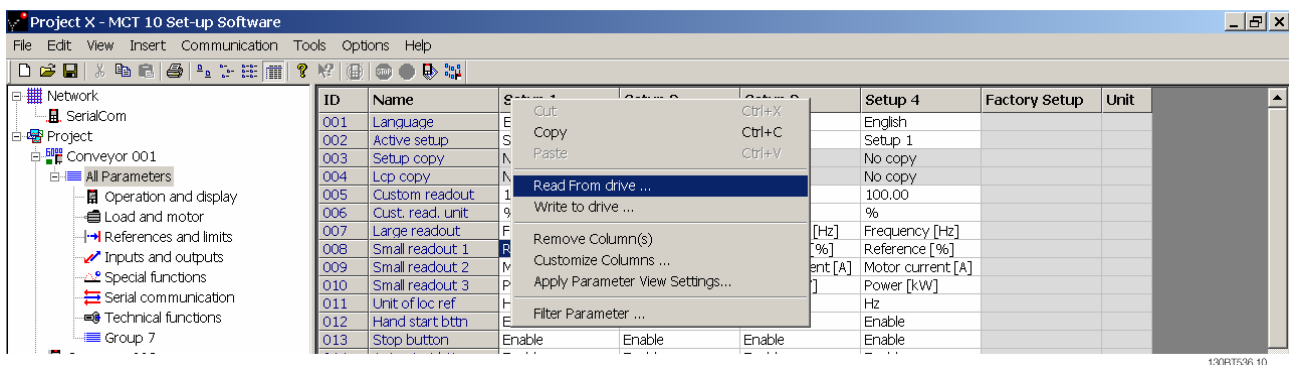 Project X - MCT 10 Set-up Software
File Edit View Insert Communication Tools Options Help
Network
SerialCom
Project
Conveyor 001
All Parameters
Operation and display
Load and motor
References and limits
Inputs and outputs
Special functions
Serial communication
Technical functions
Group 7
ID Name Setup 4 Factory Setup Unit
001 Language English
002 Active setup Setup 1
003 Setup copy No copy
004 Lcp copy No copy
005 Custom readout 100.00
006 Cust. read. unit %
007 Large readout [Hz] Frequency [Hz]
008 Small readout 1 [%] Reference [%]
009 Small readout 2 [A] Motor current [A]
010 Small readout 3 Power [kW]
011 Unit of loc ref Hz
012 Hand start bttn Enable
013 Stop button Enable Enable Enable Enable
Cut Ctrl+X
Copy Ctrl+C
Paste Ctrl+V
Read From drive ...
Write to drive ...
Remove Column(s)
Customize Columns ...
Apply Parameter View Settings...
Filter Parameter ...
130BT536.10